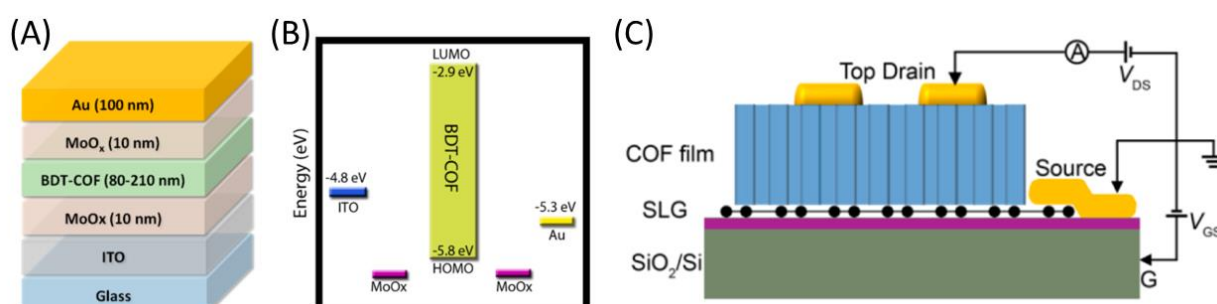 (A)
Au (100 nm)
MoOₓ (10 nm)
BDT-COF (80-210 nm)
MoOx (10 nm)
ITO
Glass
(B)
Energy (eV)
LUMO
-2.9 eV
BDT-COF
-4.8 eV
ITO
-5.3 eV
Au
-5.8 eV
HOMO
MoOx
MoOx
(C)
Top Drain
A
V_DS
COF film
Source
SLG
V_GS
SiO₂/Si
G